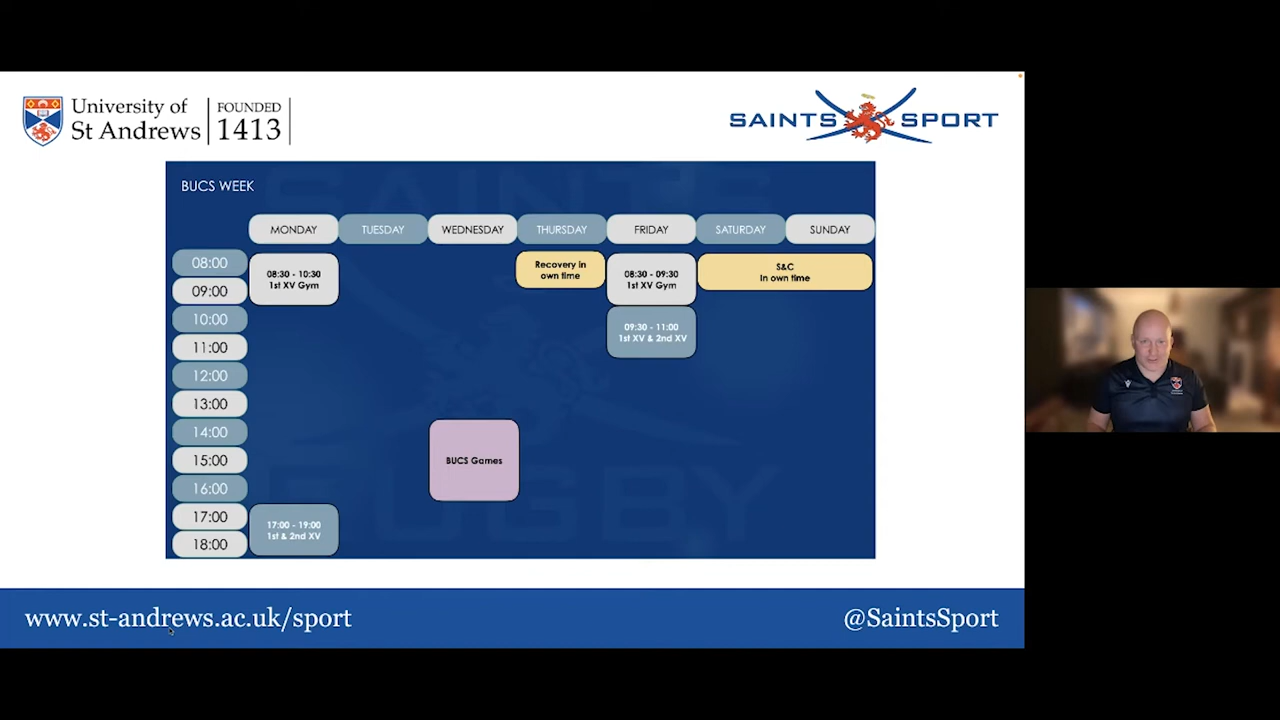 University of
St Andrews
FOUNDED
1413
SAINTS SPORT
BUCS WEEK
MONDAY TUESDAY WEDNESDAY THURSDAY FRIDAY SATURDAY SUNDAY
08:00
09:00
10:00
11:00
12:00
13:00
14:00
15:00
16:00
17:00
18:00
08:30 - 10:30
1st XV Gym
Recovery in
own time
08:30 - 09:30
1st XV Gym
S&C
In own time
09:30 - 11:00
1st XV & 2nd XV
BUCS Games
17:00 - 19:00
1st & 2nd XV
SAINTS
RUGBY
www.st-andrews.ac.uk/sport
@SaintsSport